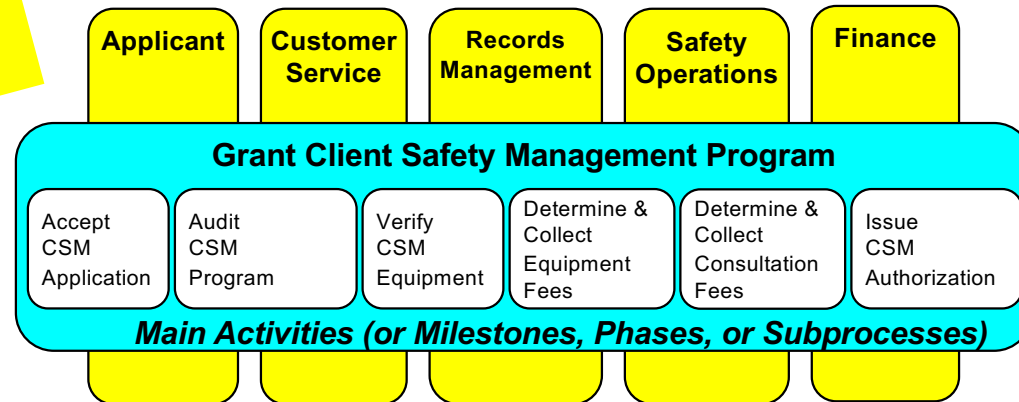 Applicant
Customer
Service
Records
Management
Safety
Operations
Finance
Grant Client Safety Management Program
Accept
CSM
Application
Audit
CSM
Program
Verify
CSM
Equipment
Determine &
Collect
Equipment
Fees
Determine &
Collect
Consultation
Fees
Issue
CSM
Authorization
Main Activities (or Milestones, Phases, or Subprocesses)